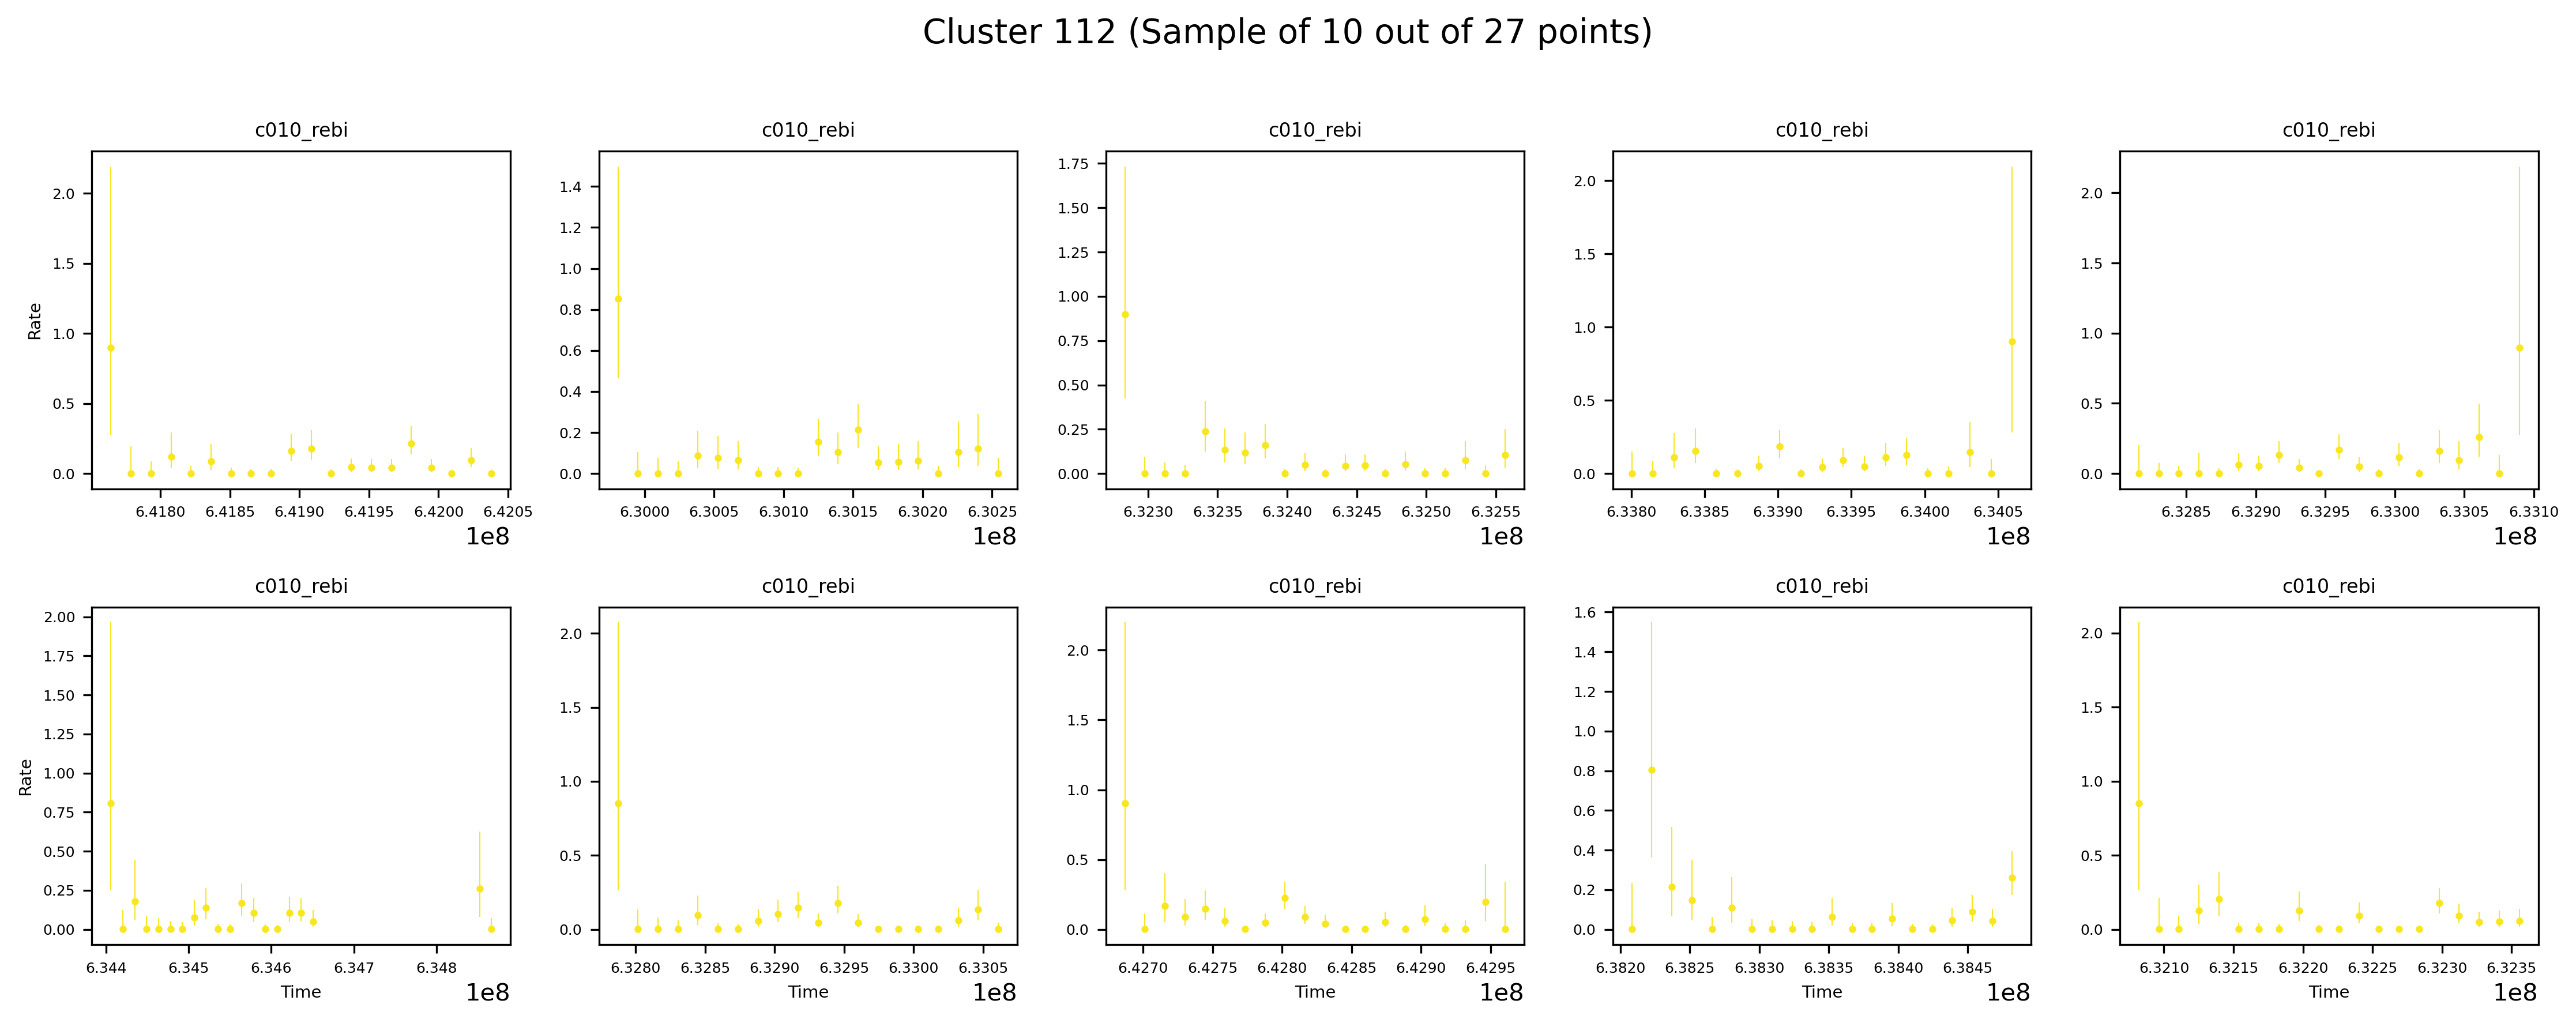 Cluster 112 (Sample of 10 out of 27 points)
c010_rebi c010_rebi c010_rebi c010_rebi c010_rebi
Rate
2.0 1.5 1.0 0.5 0.0
6.4180 6.4185 6.4190 6.4195 6.4200 6.4205
1e8
1.4 1.2 1.0 0.8 0.6 0.4 0.2 0.0
6.3000 6.3005 6.3010 6.3015 6.3020 6.3025
1e8
1.75 1.50 1.25 1.00 0.75 0.50 0.25 0.00
6.3230 6.3235 6.3240 6.3245 6.3250 6.3255
1e8
2.0 1.5 1.0 0.5 0.0
6.3380 6.3385 6.3390 6.3395 6.3400 6.3405
1e8
2.0 1.5 1.0 0.5 0.0
6.3285 6.3290 6.3295 6.3300 6.3305 6.3310
1e8
c010_rebi c010_rebi c010_rebi c010_rebi c010_rebi
Rate
2.00 1.75 1.50 1.25 1.00 0.75 0.50 0.25 0.00
6.344 6.345 6.346 6.347 6.348
Time 1e8
2.0 1.5 1.0 0.5 0.0
6.3280 6.3285 6.3290 6.3295 6.3300 6.3305
Time 1e8
2.0 1.5 1.0 0.5 0.0
6.4270 6.4275 6.4280 6.4285 6.4290 6.4295
Time 1e8
1.6 1.4 1.2 1.0 0.8 0.6 0.4 0.2 0.0
6.3820 6.3825 6.3830 6.3835 6.3840 6.3845
Time 1e8
2.0 1.5 1.0 0.5 0.0
6.3210 6.3215 6.3220 6.3225 6.3230 6.3235
Time 1e8